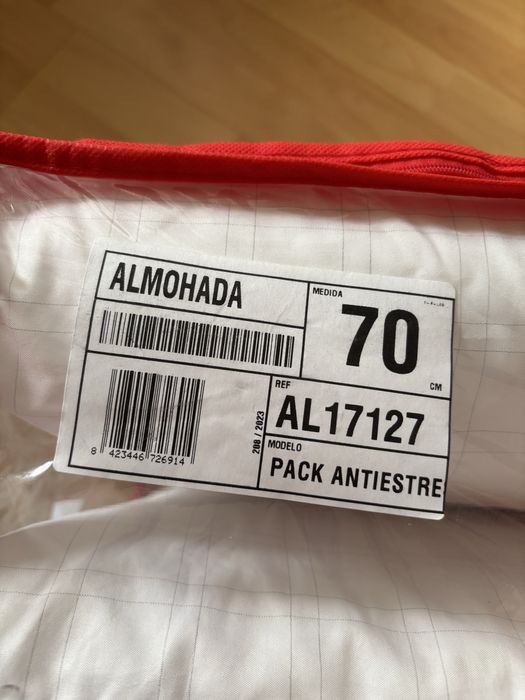 ALMOHADA
MEDIDA
70
CM
REF
AL17127
MODELO
PACK ANTIESTRE
208 / 2023
8 423446 726914